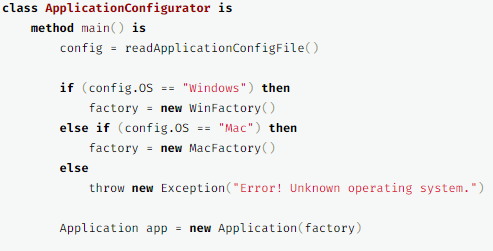 class ApplicationConfigurator is
method main() is
config = readApplicationConfigFile()
if (config.OS == "Windows") then
factory = new WinFactory()
else if (config.OS == "Mac") then
factory = new MacFactory()
else
throw new Exception("Error! Unknown operating system.")
Application app = new Application(factory)